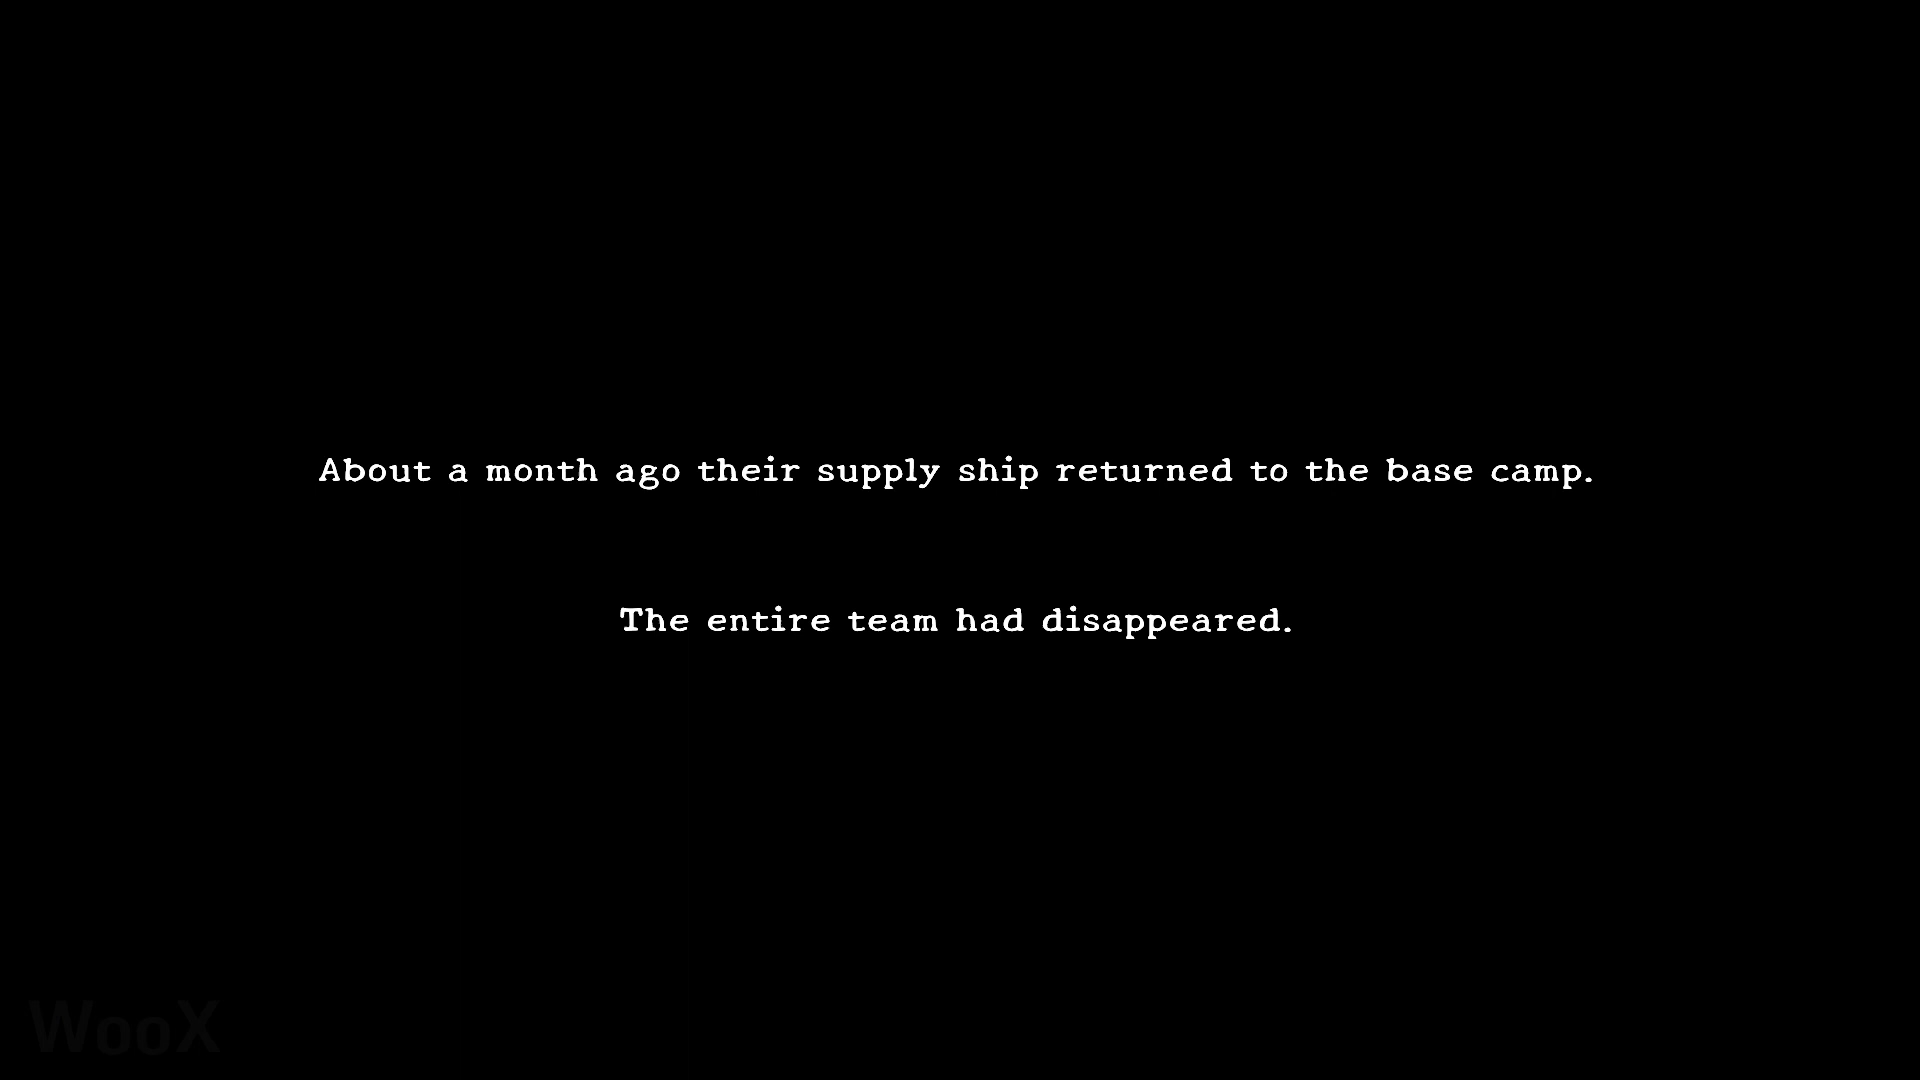 About a month ago their supply ship returned to the base camp.
The entire team had disappeared.
WooX